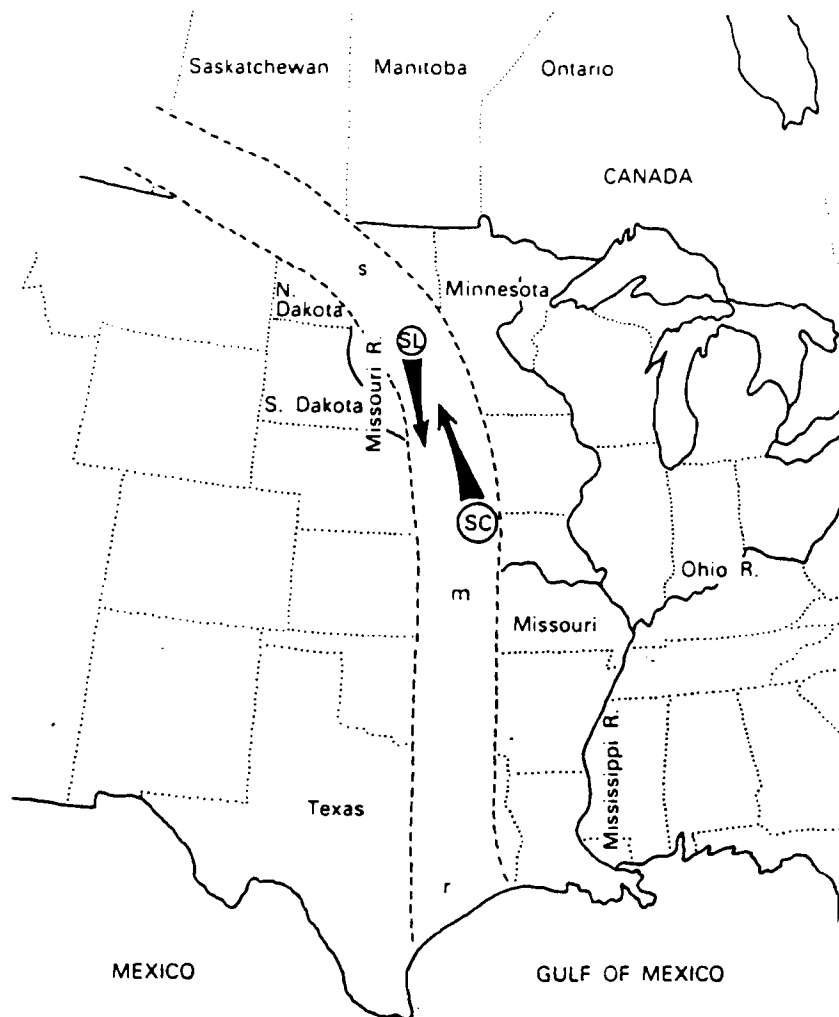 Saskatchewan
Manitoba
Ontario
CANADA
s
N.
Dakota
Minnesota
SL
Missouri R.
S. Dakota
SC
Ohio R.
m
Missouri
Mississippi R.
Texas
r
MEXICO
GULF OF MEXICO